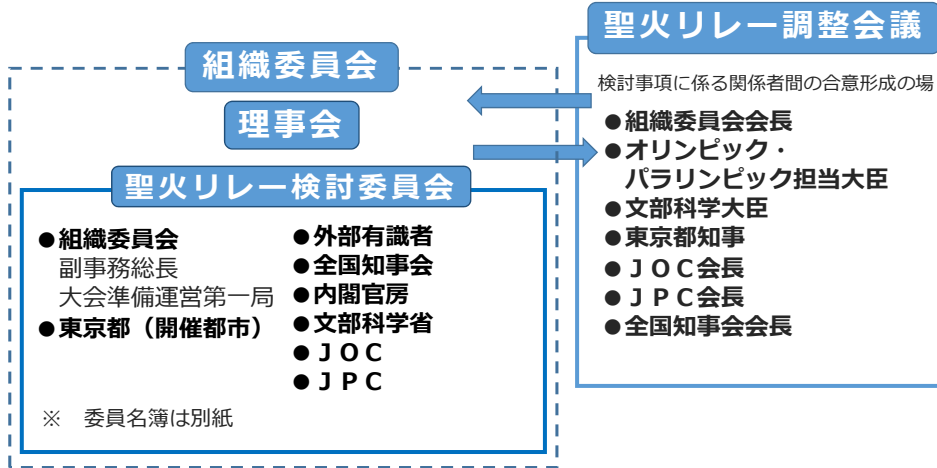 組織委員会
理事会
聖火リレー検討委員会
●組織委員会
副事務総長
大会準備運営第一局
●東京都（開催都市）
●外部有識者
●全国知事会
●内閣官房
●文部科学省
●ＪＯＣ
●ＪＰＣ
※　委員名簿は別紙
聖火リレー調整会議
検討事項に係る関係者間の合意形成の場
●組織委員会会長
●オリンピック・
パラリンピック担当大臣
●文部科学大臣
●東京都知事
●ＪＯＣ会長
●ＪＰＣ会長
●全国知事会会長